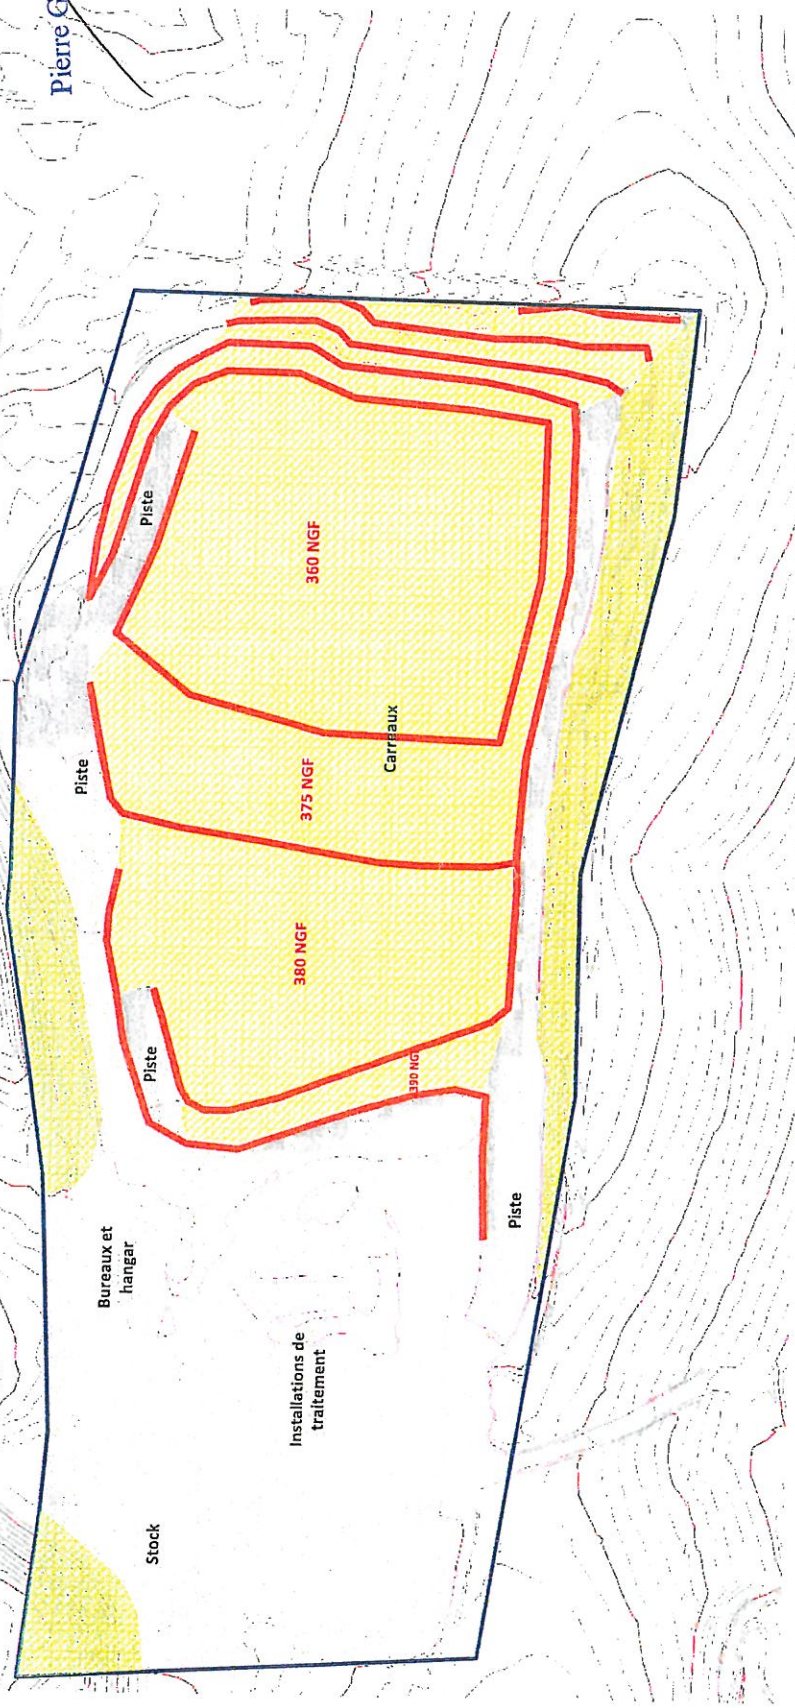 Pierre G
Stock
Installations de
traitement
Bureaux et
hangar
Piste
Piste
390 NG
380 NGF
Piste
375 NGF
Carreaux
360 NGF
Piste